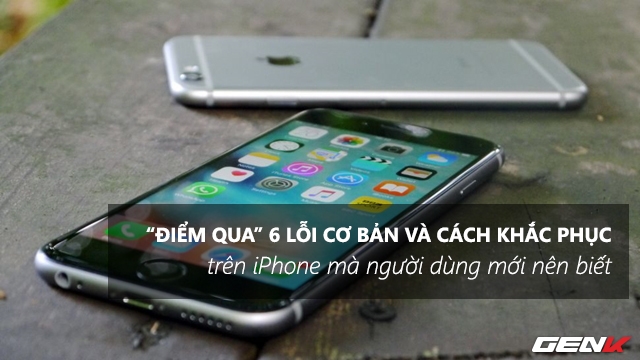 “ĐIỂM QUA” 6 LỖI CƠ BẢN VÀ CÁCH KHẮC PHỤC
trên iPhone mà người dùng mới nên biết
GENK